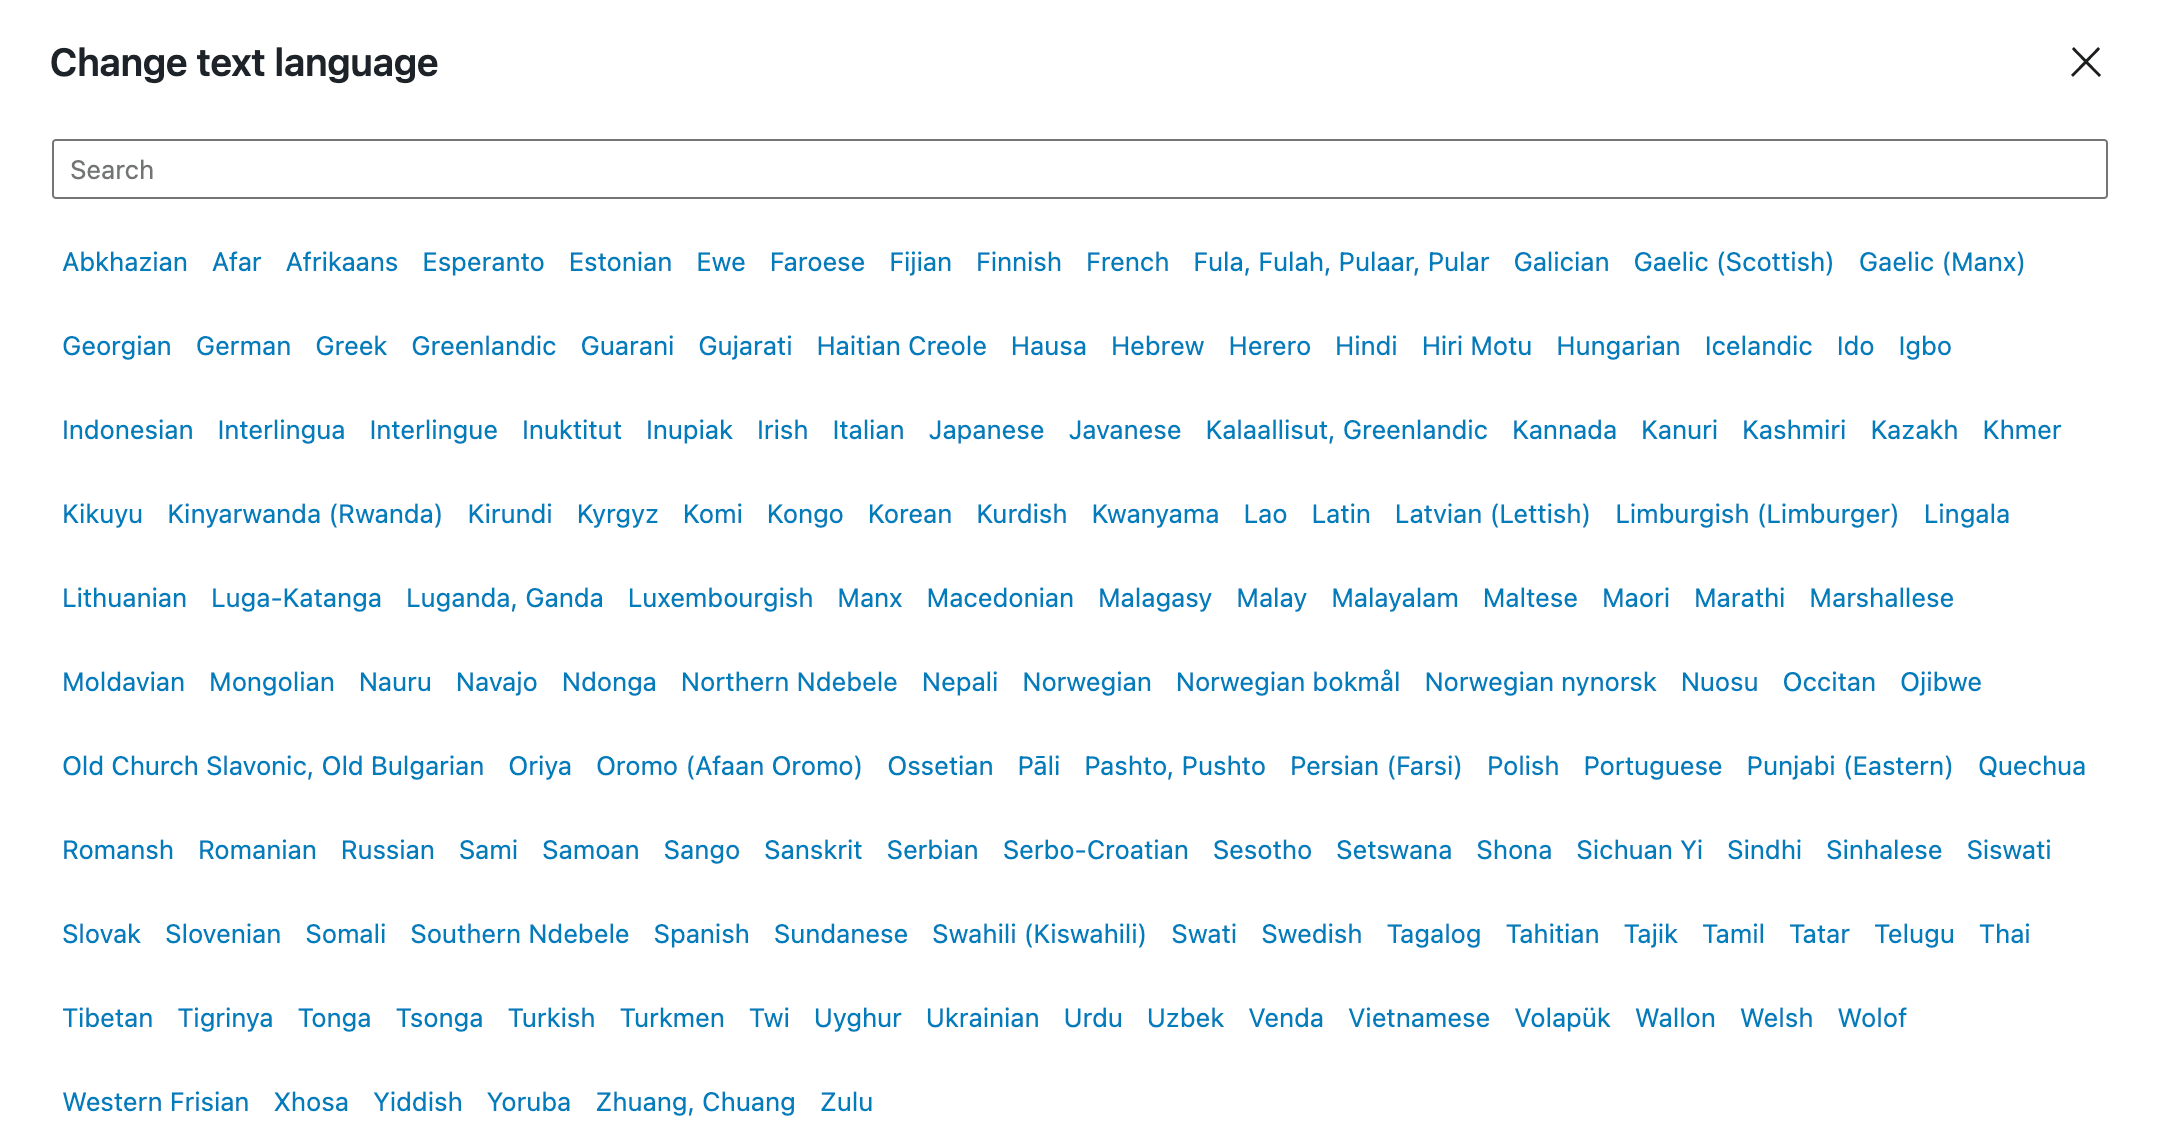 Change text language
Search
Abkhazian Afar Afrikaans Esperanto Estonian Ewe Faroese Fijian Finnish French Fula, Fulah, Pulaar, Pular Galician Gaelic (Scottish) Gaelic (Manx)
Georgian German Greek Greenlandic Guarani Gujarati Haitian Creole Hausa Hebrew Herero Hindi Hiri Motu Hungarian Icelandic Ido Igbo
Indonesian Interlingua Interlingue Inuktitut Inupiak Irish Italian Japanese Javanese Kalaallisut, Greenlandic Kannada Kanuri Kashmiri Kazakh Khmer
Kikuyu Kinyarwanda (Rwanda) Kirundi Kyrgyz Komi Kongo Korean Kurdish Kwanyama Lao Latin Latvian (Lettish) Limburgish (Limburger) Lingala
Lithuanian Luga-Katanga Luganda, Ganda Luxembourgish Manx Macedonian Malagasy Malay Malayalam Maltese Maori Marathi Marshallese
Moldavian Mongolian Nauru Navajo Ndonga Northern Ndebele Nepali Norwegian Norwegian bokmål Norwegian nynorsk Nuosu Occitan Ojibwe
Old Church Slavonic, Old Bulgarian Oriya Oromo (Afaan Oromo) Ossetian Pāli Pashto, Pushto Persian (Farsi) Polish Portuguese Punjabi (Eastern) Quechua
Romansh Romanian Russian Sami Samoan Sango Sanskrit Serbian Serbo-Croatian Sesotho Setswana Shona Sichuan Yi Sindhi Sinhalese Siswati
Slovak Slovenian Somali Southern Ndebele Spanish Sundanese Swahili (Kiswahili) Swati Swedish Tagalog Tahitian Tajik Tamil Tatar Telugu Thai
Tibetan Tigrinya Tonga Tsonga Turkish Turkmen Twi Uyghur Ukrainian Urdu Uzbek Venda Vietnamese Volapük Wallon Welsh Wolof
Western Frisian Xhosa Yiddish Yoruba Zhuang, Chuang Zulu